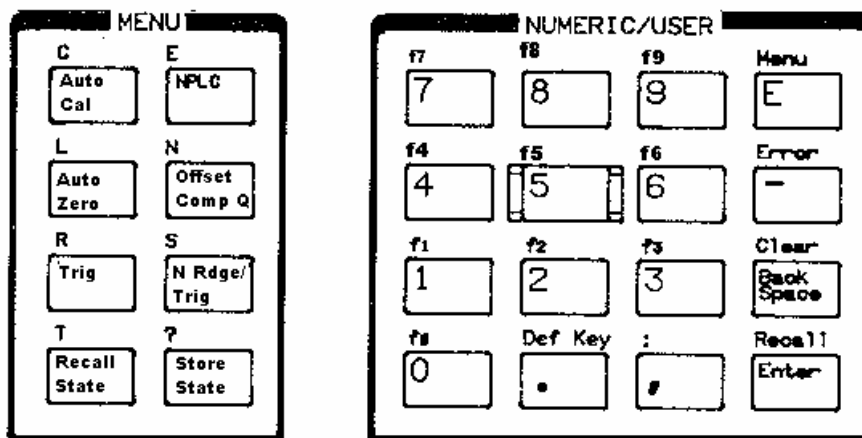 MENU
C E
Auto Cal
NPLC
L N
Auto Zero
Offset Comp Q
R S
Trig
N Rdge/ Trig
T ?
Recall State
Store State
NUMERIC/USER
f7 f8 f9 Menu
7 8 9 E
f4 f5 f6 Error
4 5 6 -
f1 f2 f3 Clear
1 2 3 Back Space
Def Key : Recall
0 . , Enter